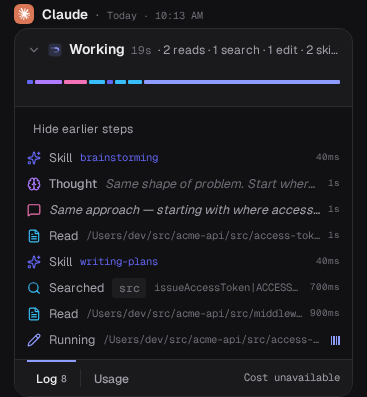 Claude · Today · 10:13 AM
Working 19s · 2 reads · 1 search · 1 edit · 2 ski…
Hide earlier steps
Skill brainstorming 40ms
Thought Same shape of problem. Start wher… 1s
Same approach — starting with where access… 1s
Read /Users/dev/src/acme-api/src/access-tok… 1s
Skill writing-plans 40ms
Searched src issueAccessToken|ACCESS… 700ms
Read /Users/dev/src/acme-api/src/middlew… 900ms
Running /Users/dev/src/acme-api/src/access-…
Log 8 Usage Cost unavailable